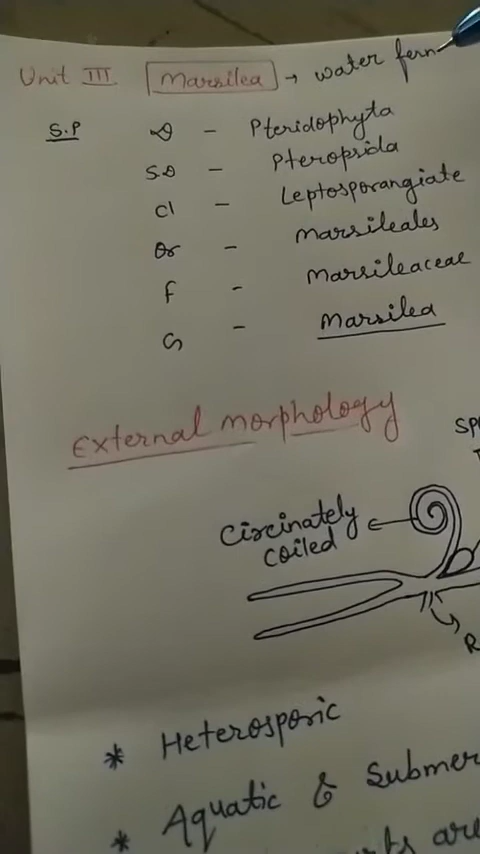 Unit III Marsilea → water fern
S.P D - Pteridophyta
S.D - Pteropsida
cl - Leptosporangiate
Or - Marsileales
f - Marsileaceae
G - Marsilea
External morphology
Circinately
coiled
* Heterosporic
* Aquatic & Submer
are